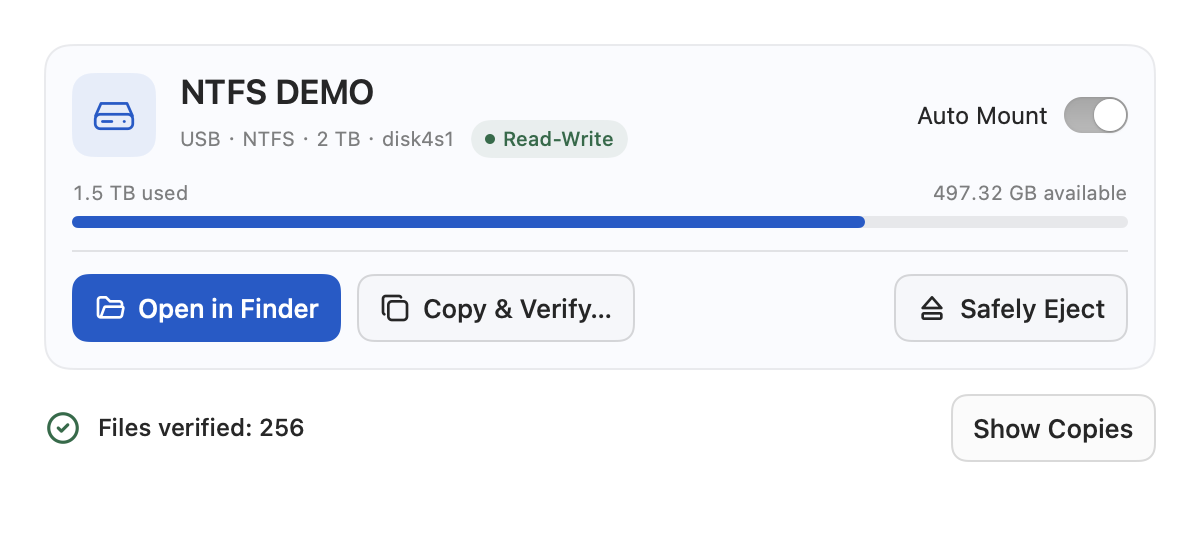 NTFS DEMO
USB · NTFS · 2 TB · disk4s1
Read-Write
Auto Mount
1.5 TB used
497.32 GB available
Open in Finder
Copy & Verify...
Safely Eject
Files verified: 256
Show Copies